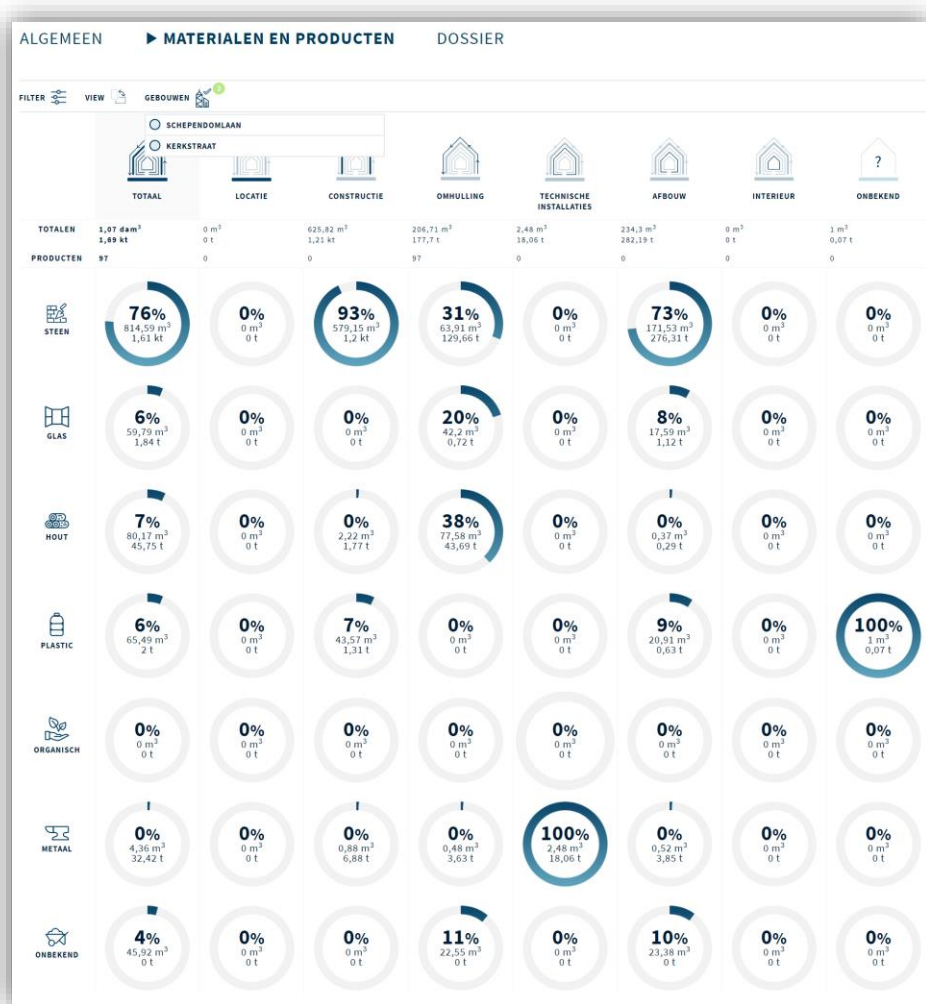 ALGEMEEN ▶ MATERIALEN EN PRODUCTEN DOSSIER
FILTER VIEW GEBOUWEN 2
SCHEPENDOMLAAN
KERKSTRAAT
?
TOTAAL LOCATIE CONSTRUCTIE OMHULLING TECHNISCHE INSTALLATIES AFBOUW INTERIEUR ONBEKEND
TOTALEN 1,07 dam³ 0 m³ 625,82 m³ 206,71 m³ 2,48 m³ 234,3 m³ 0 m³ 1 m³
1,69 kt 0 t 1,21 kt 177,7 t 18,06 t 282,19 t 0 t 0,07 t
PRODUCTEN 97 0 0 97 0 0 0 0
STEEN
76% 0% 93% 31% 0% 73% 0% 0%
814,59 m³ 0 m³ 579,15 m³ 63,91 m³ 0 m³ 171,53 m³ 0 m³ 0 m³
1,61 kt 0 t 1,2 kt 129,66 t 0 t 276,31 t 0 t 0 t
GLAS
6% 0% 0% 20% 0% 8% 0% 0%
59,79 m³ 0 m³ 0 m³ 42,2 m³ 0 m³ 17,59 m³ 0 m³ 0 m³
1,84 t 0 t 0 t 0,72 t 0 t 1,12 t 0 t 0 t
HOUT
7% 0% 0% 38% 0% 0% 0% 0%
80,17 m³ 0 m³ 2,22 m³ 77,58 m³ 0 m³ 0,37 m³ 0 m³ 0 m³
45,75 t 0 t 1,77 t 43,69 t 0 t 0,29 t 0 t 0 t
PLASTIC
6% 0% 7% 0% 0% 9% 0% 100%
65,49 m³ 0 m³ 43,57 m³ 0 m³ 0 m³ 20,91 m³ 0 m³ 1 m³
2 t 0 t 1,31 t 0 t 0 t 0,63 t 0 t 0,07 t
ORGANISCH
0% 0% 0% 0% 0% 0% 0% 0%
0 m³ 0 m³ 0 m³ 0 m³ 0 m³ 0 m³ 0 m³ 0 m³
0 t 0 t 0 t 0 t 0 t 0 t 0 t 0 t
METAAL
0% 0% 0% 0% 100% 0% 0% 0%
4,36 m³ 0 m³ 0,88 m³ 0,48 m³ 2,48 m³ 0,52 m³ 0 m³ 0 m³
32,42 t 0 t 6,88 t 3,63 t 18,06 t 3,85 t 0 t 0 t
ONBEKEND
4% 0% 0% 11% 0% 10% 0% 0%
45,92 m³ 0 m³ 0 m³ 22,55 m³ 0 m³ 23,38 m³ 0 m³ 0 m³
0 t 0 t 0 t 0 t 0 t 0 t 0 t 0 t